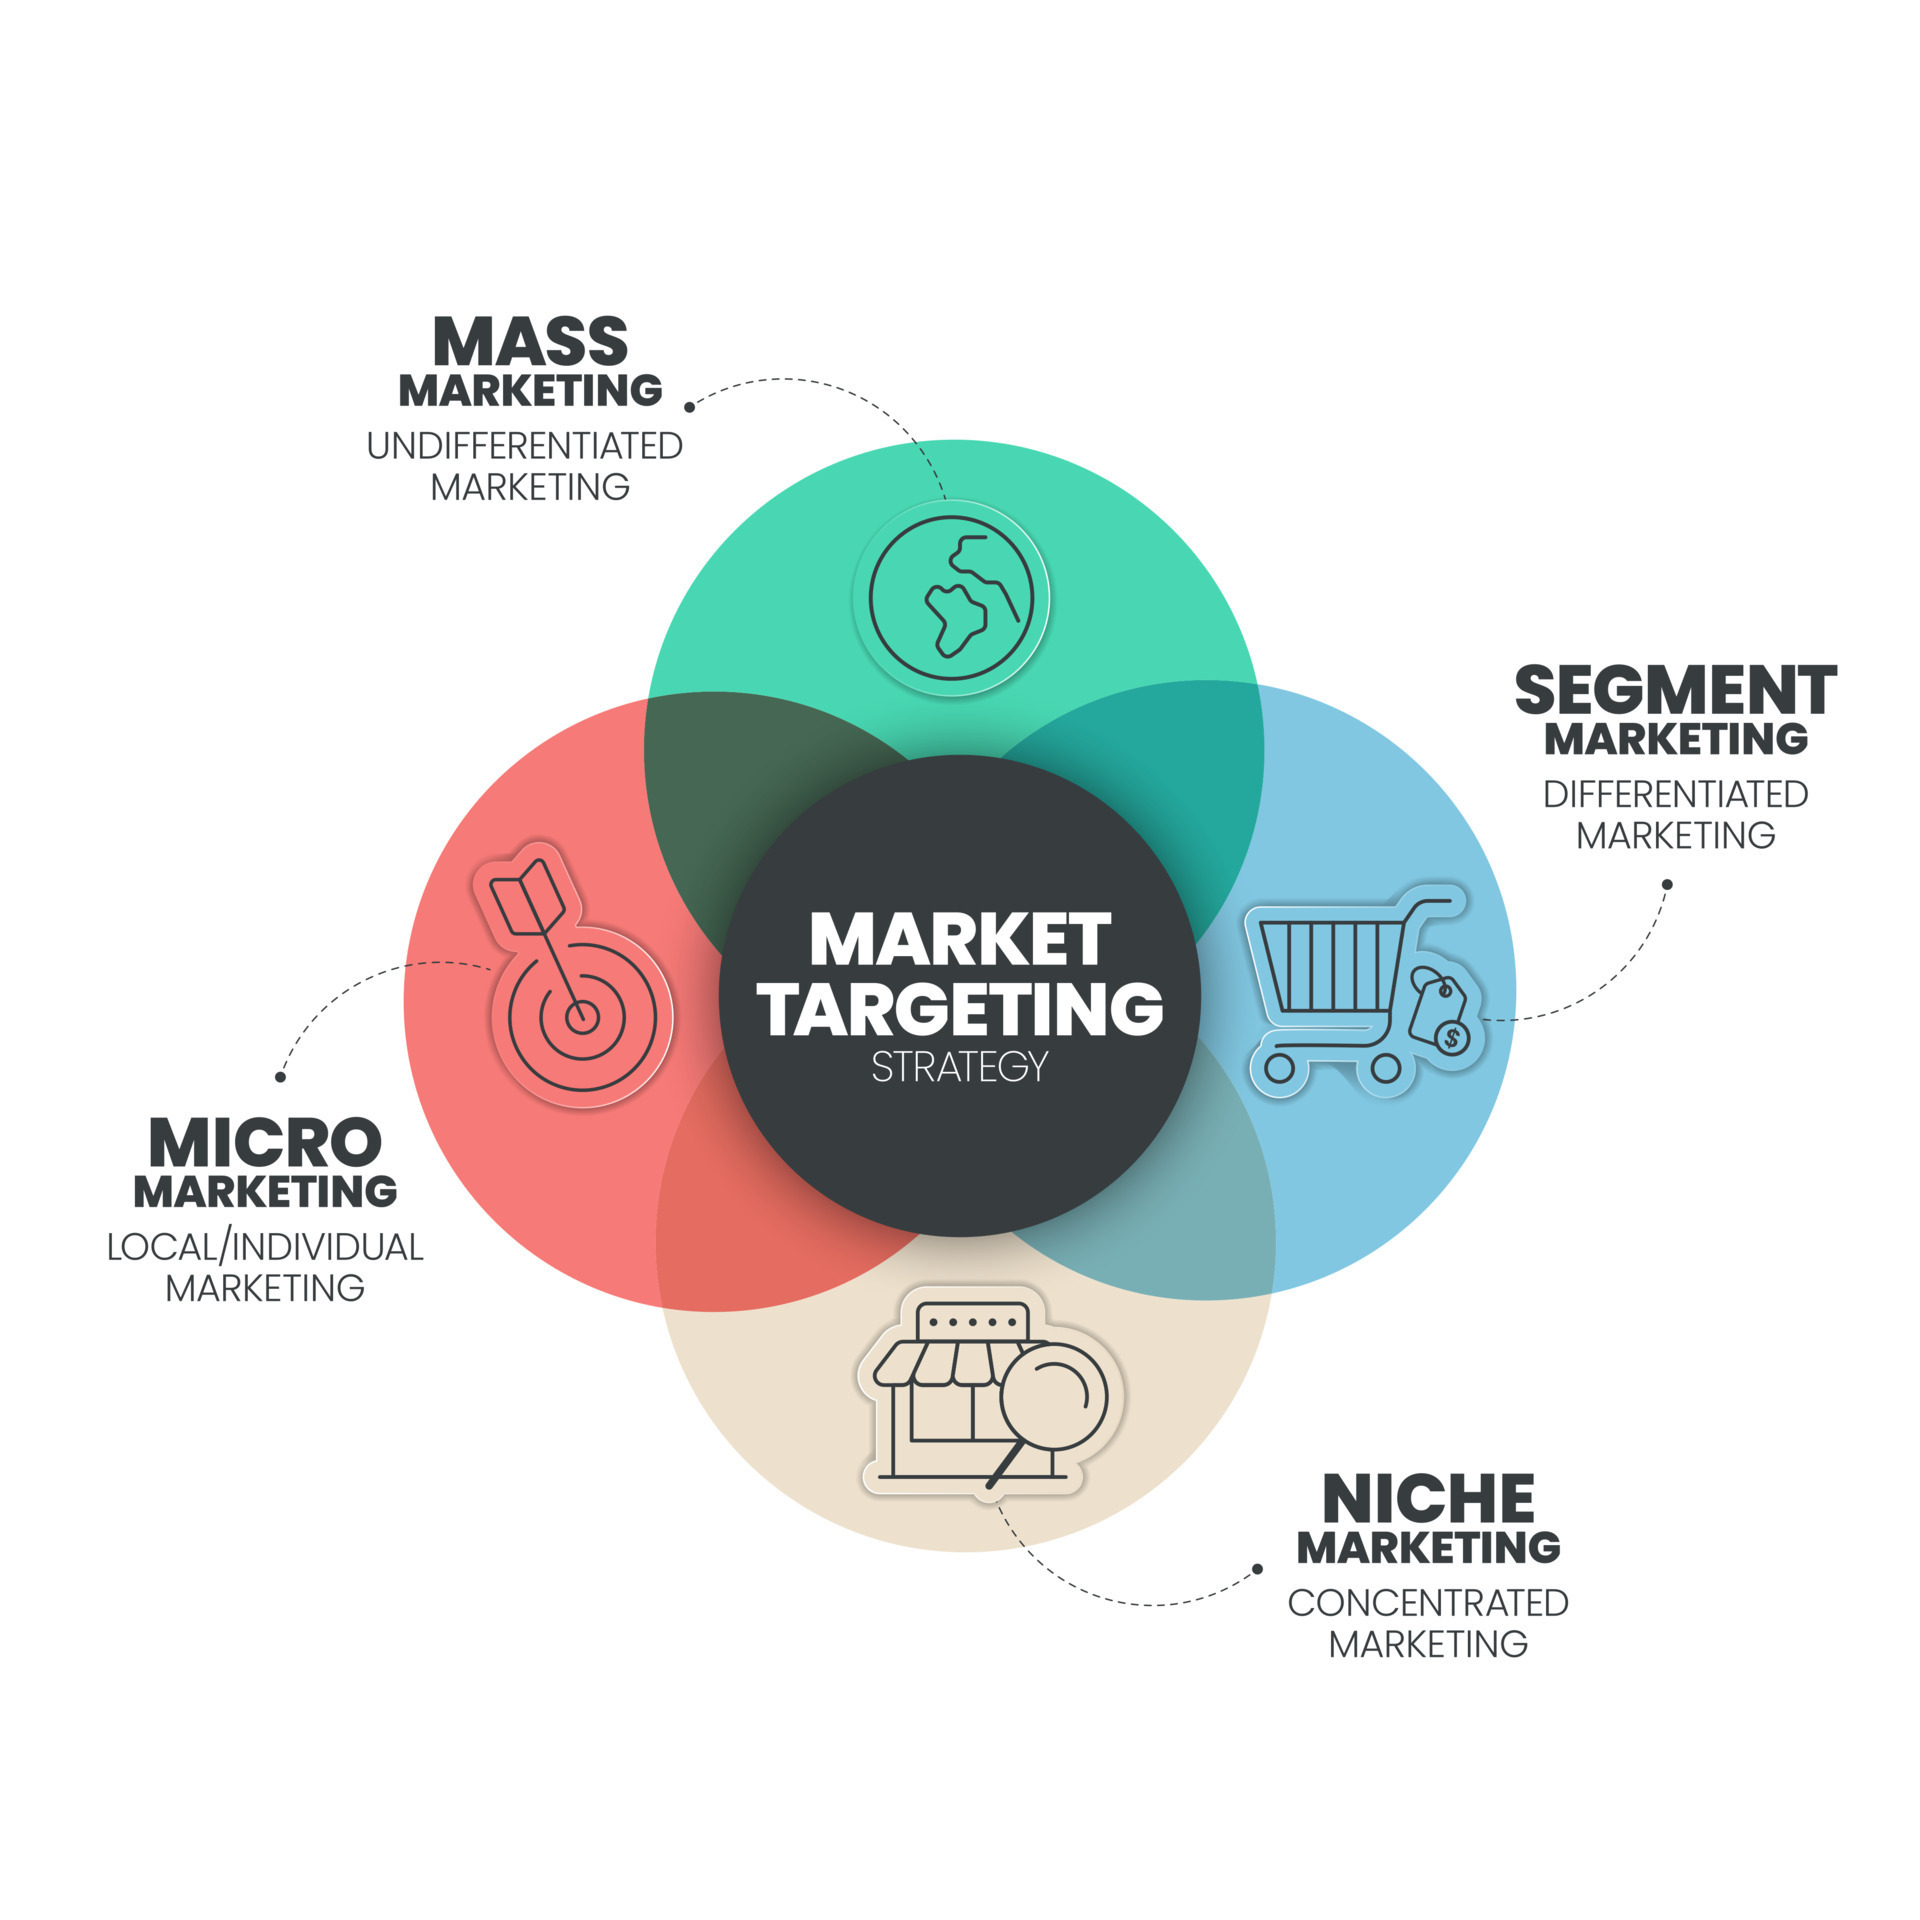 MASS
MARKETING
UNDIFFERENTIATED
MARKETING
SEGMENT
MARKETING
DIFFERENTIATED
MARKETING
MARKET
TARGETING
STRATEGY
$
MICRO
MARKETING
LOCAL/INDIVIDUAL
MARKETING
NICHE
MARKETING
CONCENTRATED
MARKETING